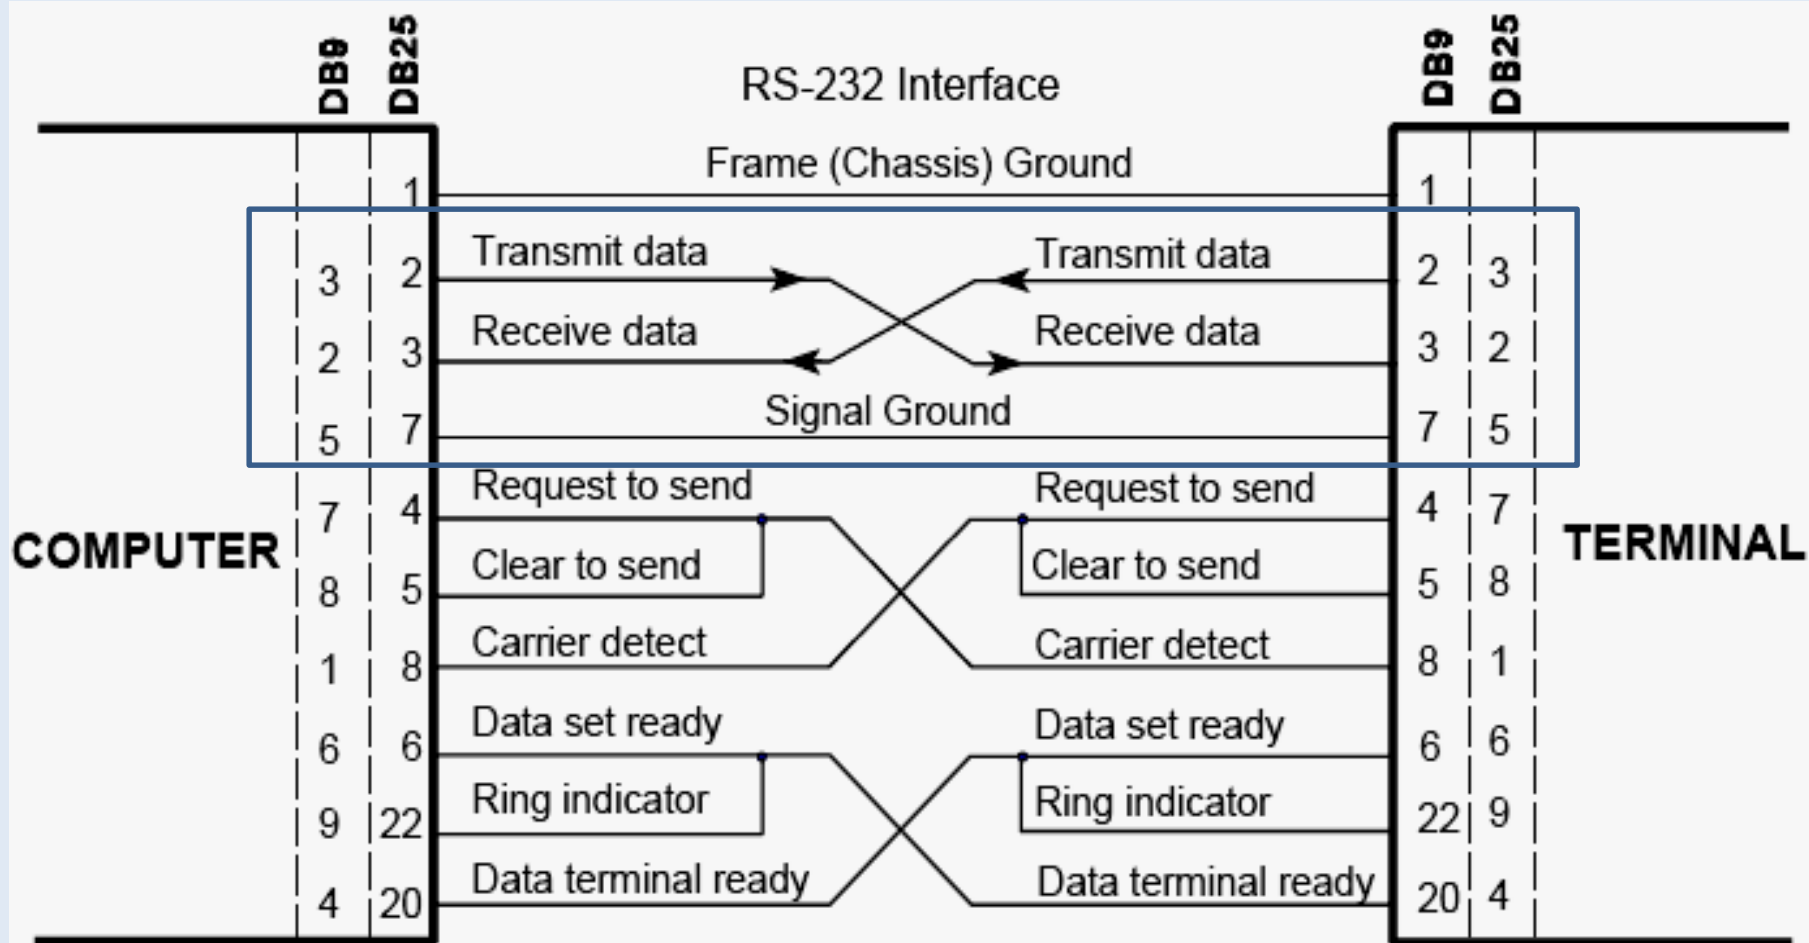 DB9 DB25 RS-232 Interface DB9 DB25
Frame (Chassis) Ground
1 1
Transmit data Transmit data
3 2 2 3
Receive data Receive data
2 3 3 2
Signal Ground
5 7 7 5
Request to send Request to send
7 4 4 7
COMPUTER TERMINAL
Clear to send Clear to send
8 5 5 8
Carrier detect Carrier detect
1 8 8 1
Data set ready Data set ready
6 6 6 6
Ring indicator Ring indicator
9 22 22 9
Data terminal ready Data terminal ready
4 20 20 4